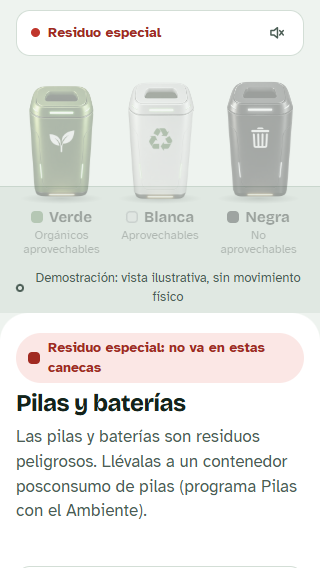 Residuo especial
Verde
Blanca
Negra
Orgánicos
aprovechables
Aprovechables
No
aprovechables
Demostración: vista ilustrativa, sin movimiento
físico
Residuo especial: no va en estas
canecas
Pilas y baterías
Las pilas y baterías son residuos
peligrosos. Llévalas a un contenedor
posconsumo de pilas (programa Pilas
con el Ambiente).